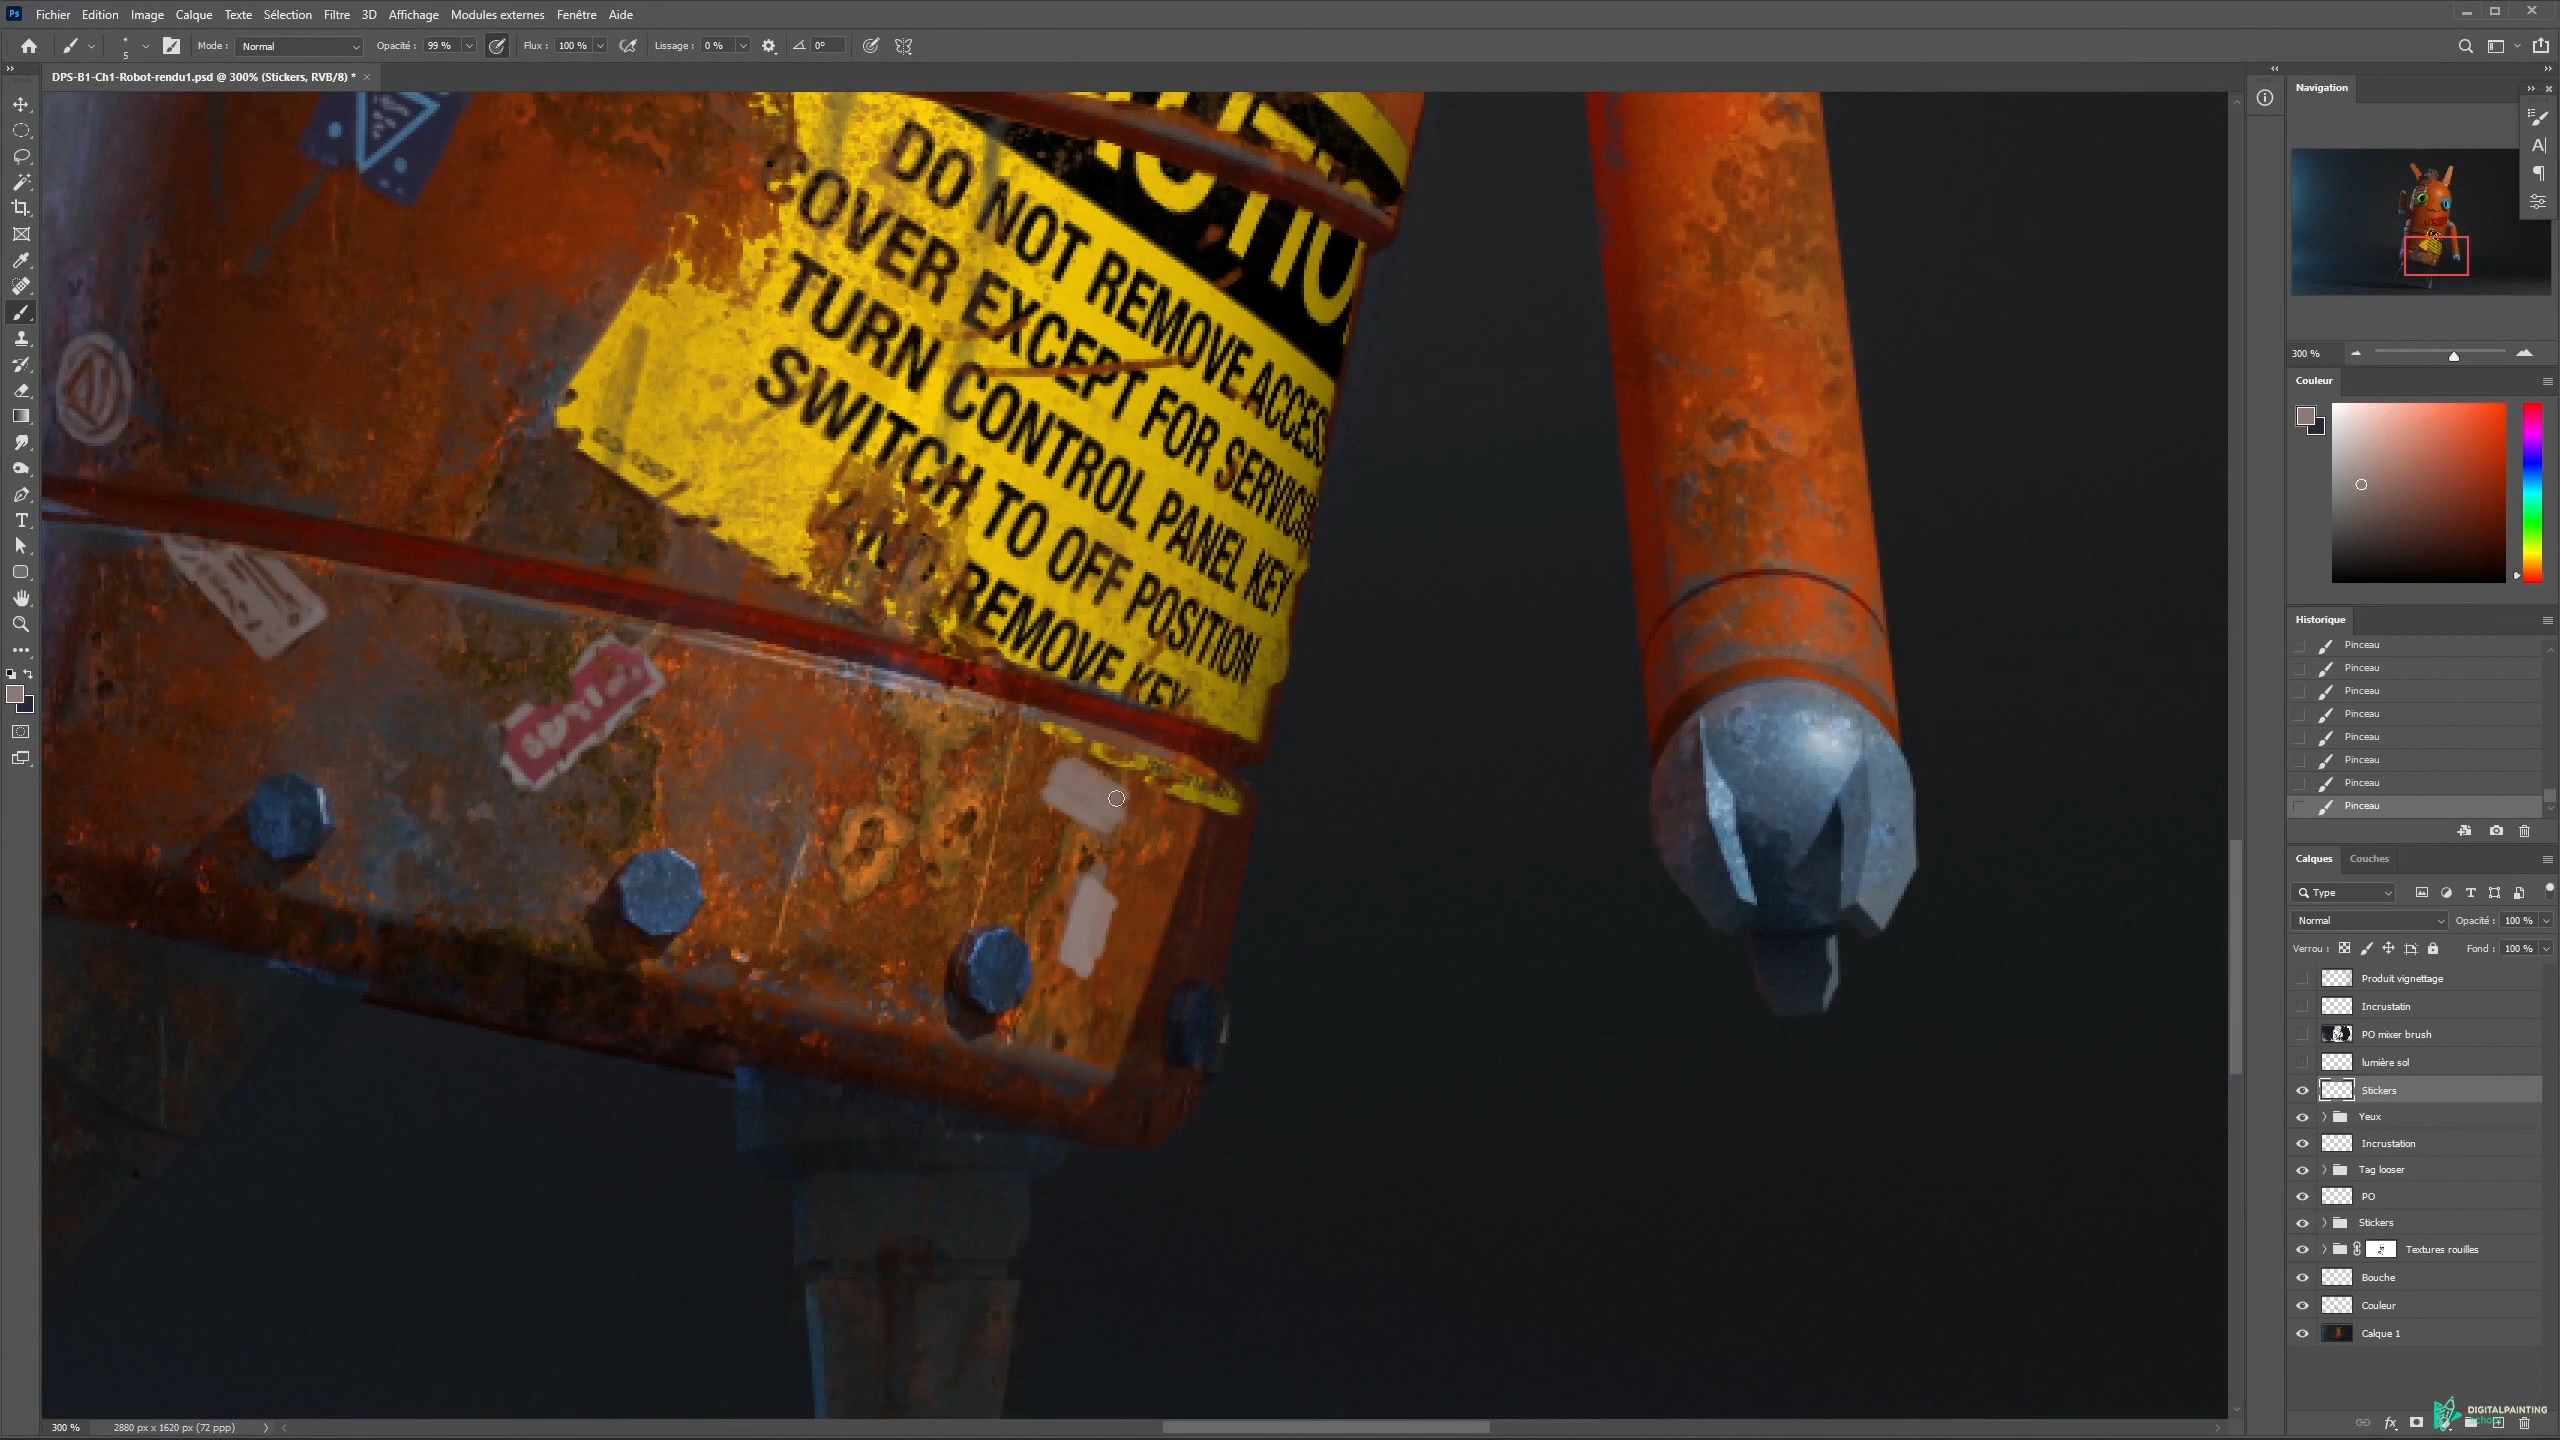 Ps Fichier Edition Image Calque Texte Sélection Filtre 3D Affichage Modules externes Fenêtre Aide
5 Mode : Normal Opacité : 99 % Flux : 100 % Lissage : 0 % 0°
DPS-B1-Ch1-Robot-rendu1.psd @ 300% (Stickers, RVB/8) *
DO NOT REMOVE ACCESS
COVER EXCEPT FOR SERVICIN
TURN CONTROL PANEL KEY
SWITCH TO OFF POSITION
REMOVE KEY
Navigation
300 %
Couleur
Historique
Pinceau
Pinceau
Pinceau
Pinceau
Pinceau
Pinceau
Pinceau
Pinceau
Calques Couches
Type
Normal Opacité : 100 %
Verrou : Fond : 100 %
Produit vignettage
Incrustatin
PO mixer brush
lumière sol
Stickers
Yeux
Incrustation
Tag looser
PO
Stickers
Textures rouilles
Bouche
Couleur
Calque 1
DIGITALPAINTING
300 % 2880 px x 1620 px (72 ppp)